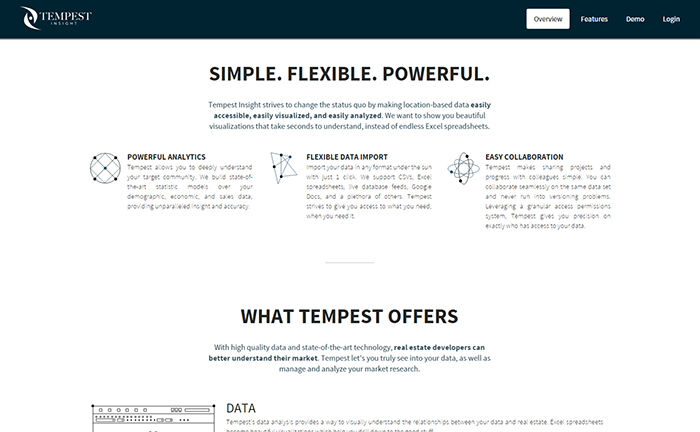 TEMPEST
INSIGHT
Overview
Features
Demo
Login
SIMPLE. FLEXIBLE. POWERFUL.
Tempest Insight strives to change the status quo by making location-based data easily
accessible, easily visualized, and easily analyzed. We want to show you beautiful
visualizations that take seconds to understand, instead of endless Excel spreadsheets.
POWERFUL ANALYTICS
Tempest allows you to deeply understand
your target community. We build state-of-
the-art statistic models over your
demographic, economic, and sales data,
providing unparalleled insight and accuracy.
FLEXIBLE DATA IMPORT
Import your data in any format under the sun
with just 1 click. We support CSVs, Excel
spreadsheets, live database feeds, Google
Docs, and a plethora of others. Tempest
strives to give you access to what you need,
when you need it.
EASY COLLABORATION
Tempest makes sharing projects and
progress with colleagues simple. You can
collaborate seamlessly on the same data set
and never run into versioning problems.
Leveraging a granular access permissions
system, Tempest gives you precision on
exactly who has access to your data.
WHAT TEMPEST OFFERS
With high quality data and state-of-the-art technology, real estate developers can
better understand their market. Tempest let's you truly see into your data, as well as
manage and analyze your market research.
DATA
Tempest's data analysis provides a way to visually understand the relationships between your data and real estate. Excel spreadsheets